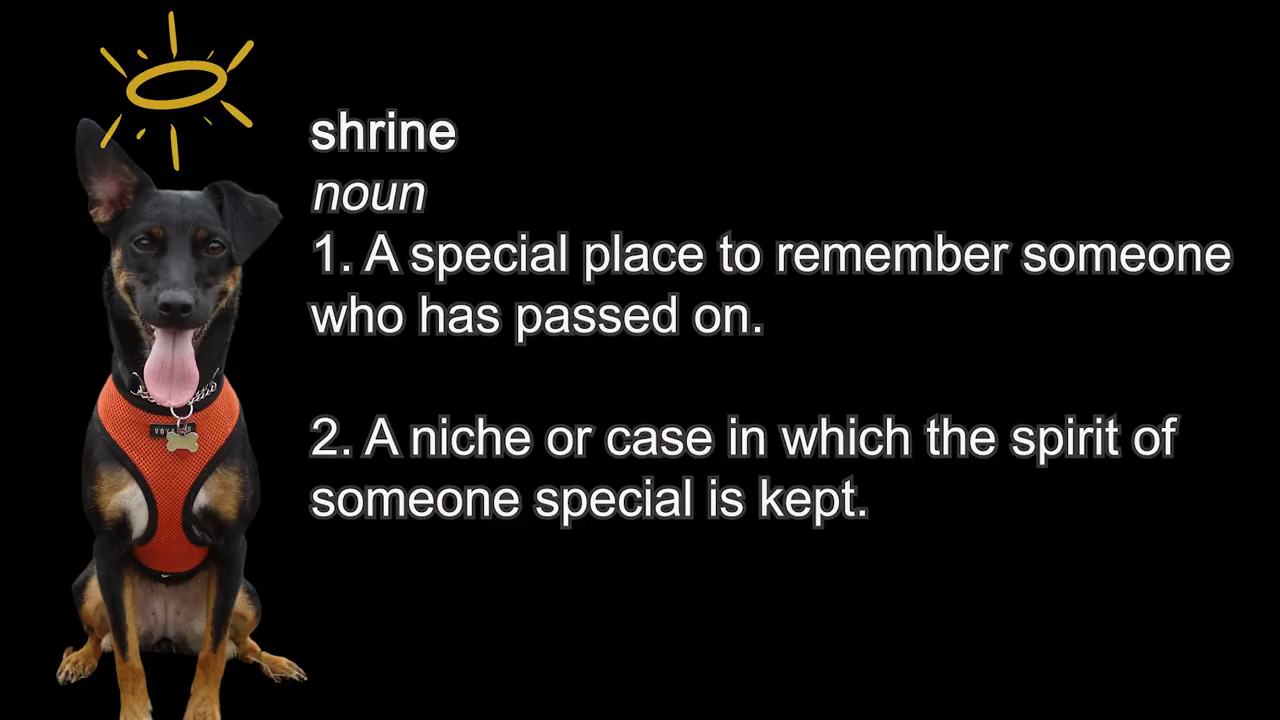 shrine
noun
1. A special place to remember someone
who has passed on.
2. A niche or case in which the spirit of
someone special is kept.